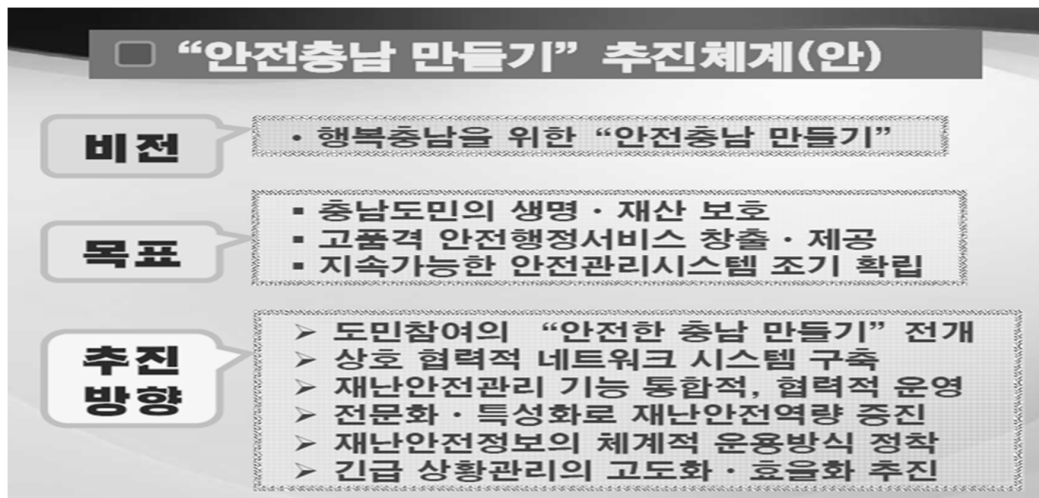 □ “안전충남 만들기” 추진체계(안)
비전
• 행복충남을 위한 “안전충남 만들기”
목표
▪ 충남도민의 생명 · 재산 보호
▪ 고품격 안전행정서비스 창출 · 제공
▪ 지속가능한 안전관리시스템 조기 확립
추진
방향
➢ 도민참여의 “안전한 충남 만들기” 전개
➢ 상호 협력적 네트워크 시스템 구축
➢ 재난안전관리 기능 통합적, 협력적 운영
➢ 전문화 · 특성화로 재난안전역량 증진
➢ 재난안전정보의 체계적 운용방식 정착
➢ 긴급 상황관리의 고도화 · 효율화 추진